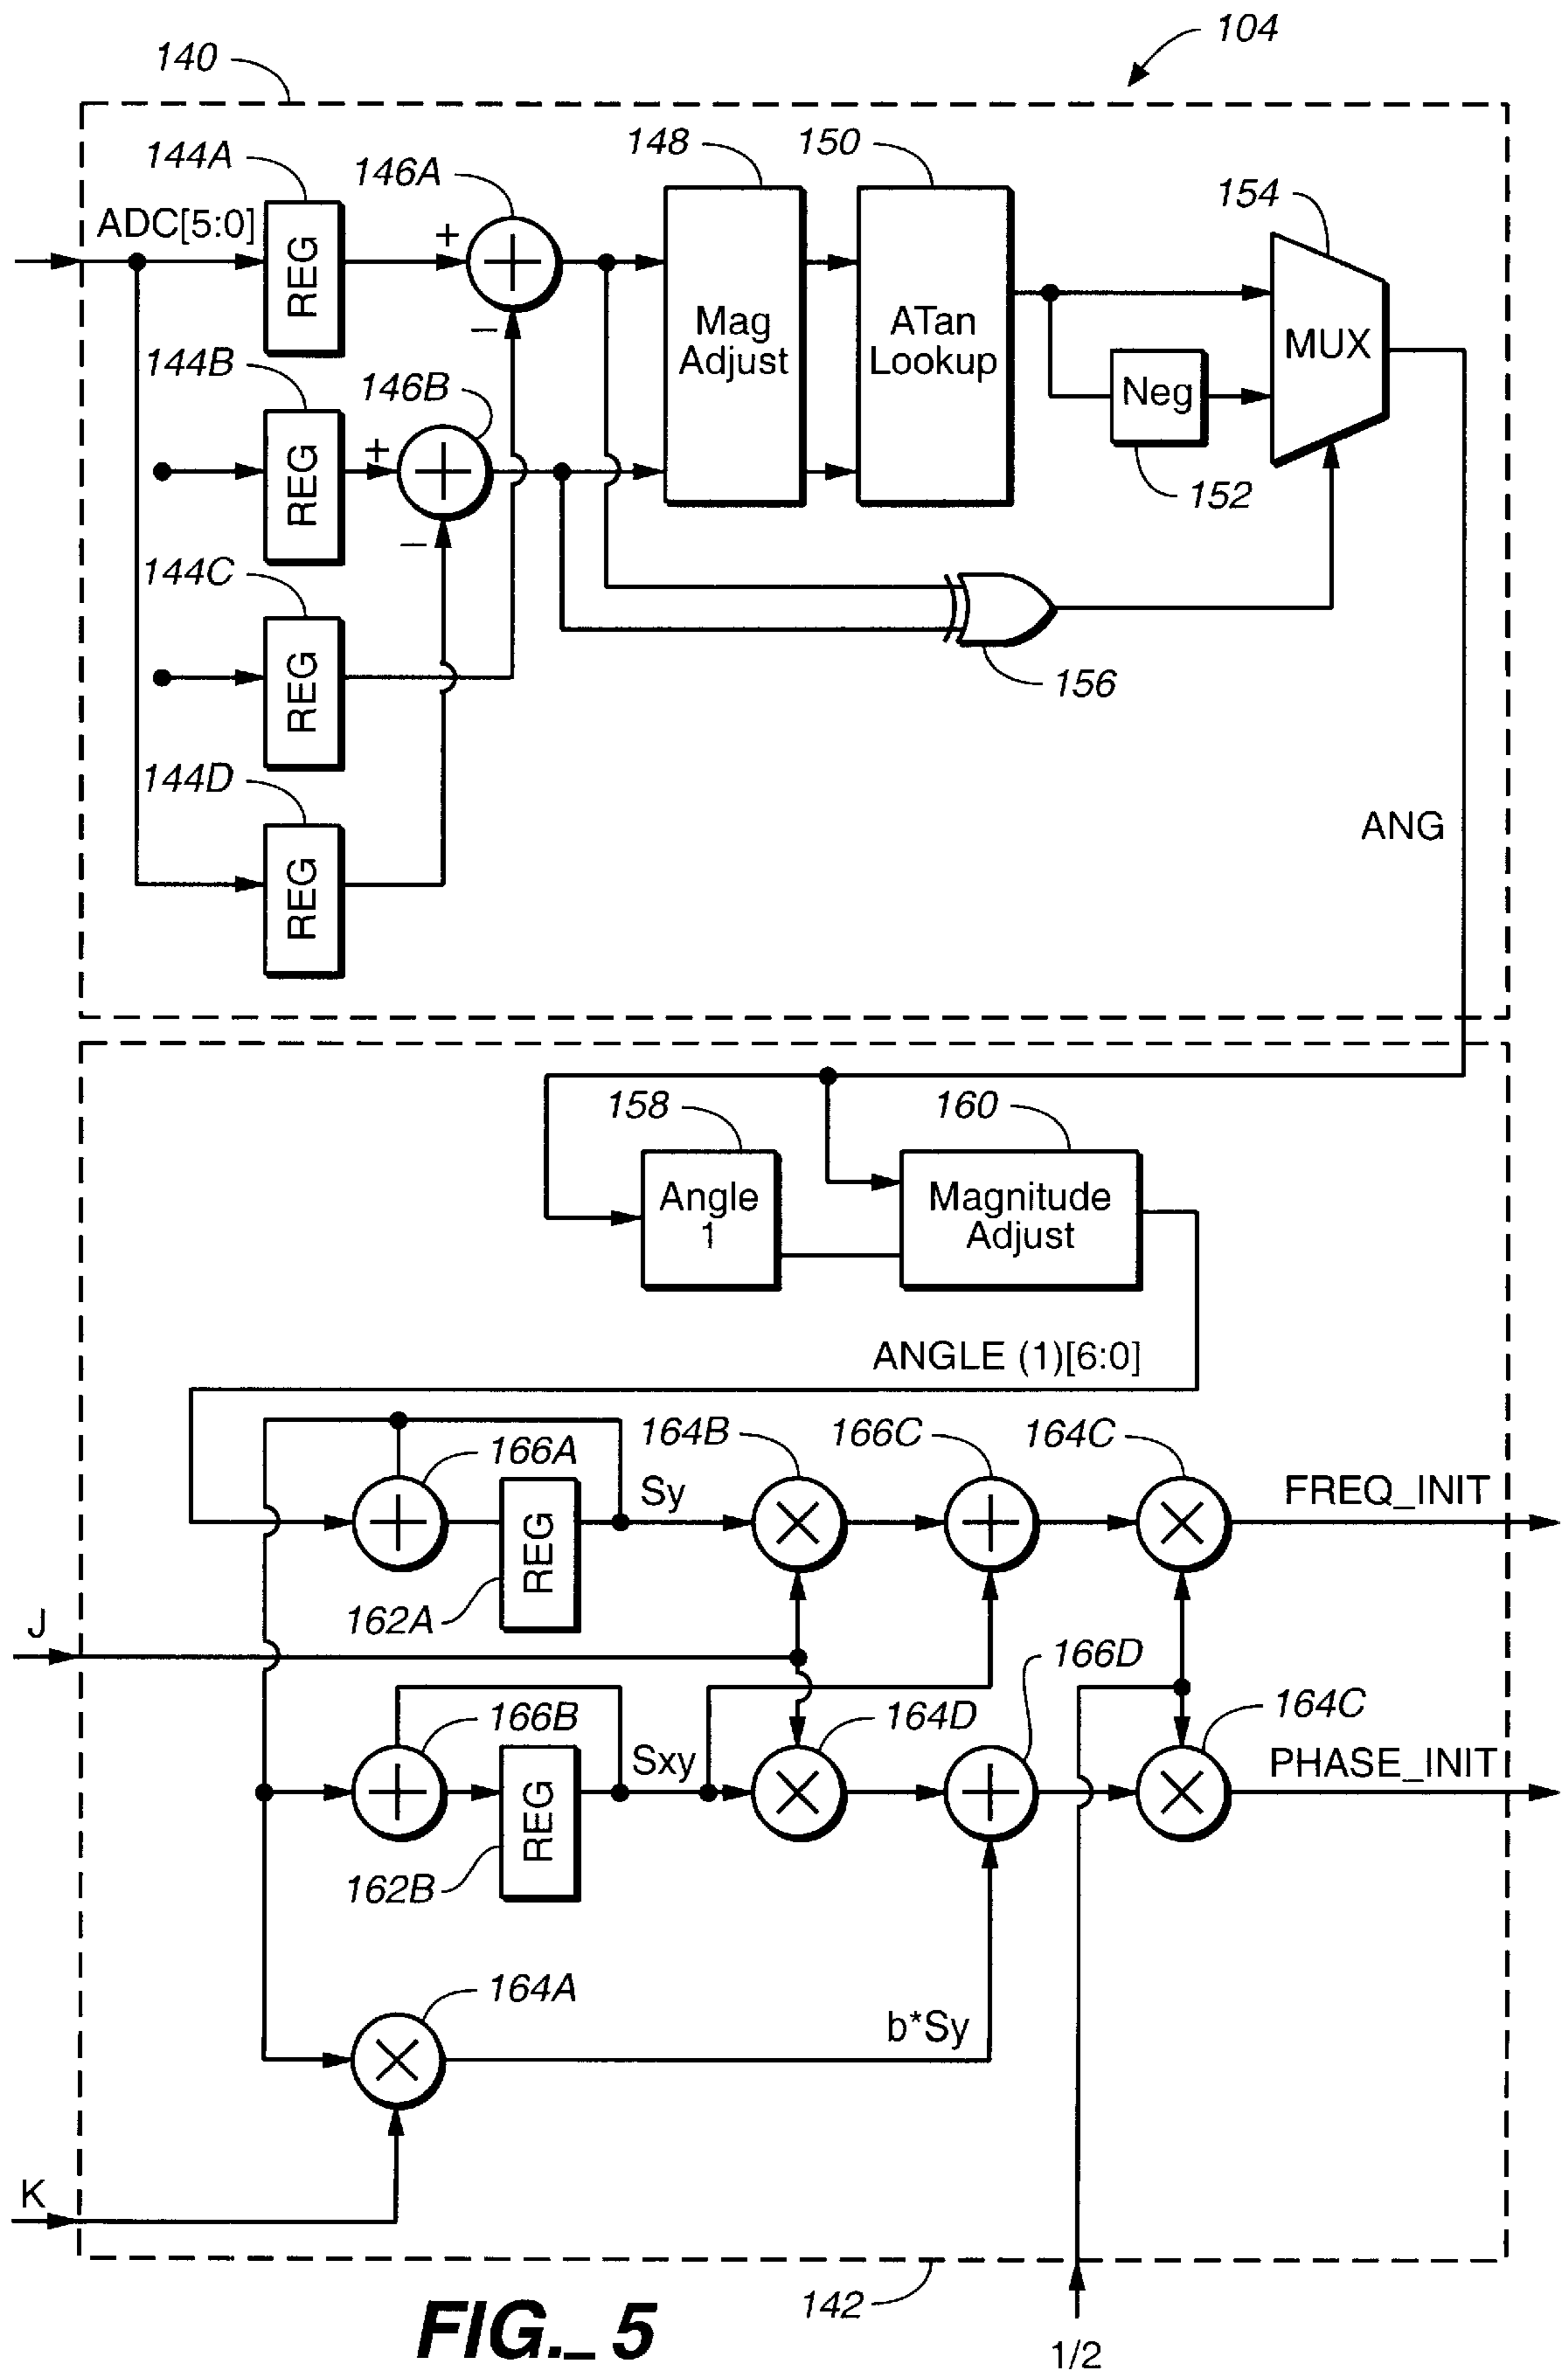 104
140
144A
146A
148
150
154
ADC[5:0]
REG
+
−
Mag
Adjust
ATan
Lookup
MUX
144B
146B
REG
+
−
Neg
152
144C
REG
156
144D
REG
ANG
158
160
Angle
1
Magnitude
Adjust
ANGLE (1)[6:0]
166A
164B
166C
164C
REG
Sy
FREQ_INIT
162A
J
166B
166D
164D
164C
REG
Sxy
PHASE_INIT
162B
164A
b*Sy
K
142
1/2
FIG._ 5